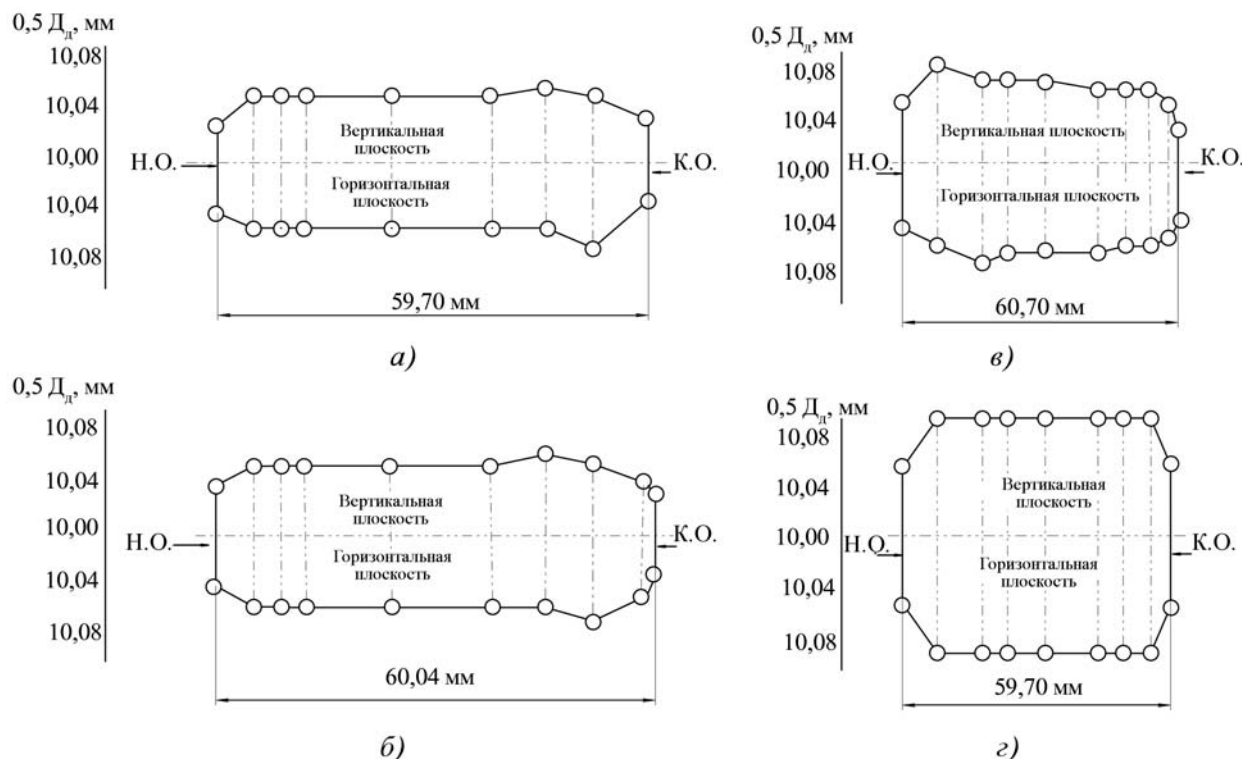 0,5 Дд, мм
10,08
10,04
10,00
10,04
10,08
Н.О.
Вертикальная
плоскость
Горизонтальная
плоскость
К.О.
59,70 мм
а)
0,5 Дд, мм
10,08
10,04
10,00
10,04
10,08
Н.О.
Вертикальная плоскость
Горизонтальная плоскость
К.О.
60,70 мм
в)
0,5 Дд, мм
10,08
10,04
10,00
10,04
10,08
Н.О.
Вертикальная
плоскость
Горизонтальная
плоскость
К.О.
60,04 мм
б)
0,5 Дд, мм
10,08
10,04
10,00
10,04
10,08
Н.О.
Вертикальная
плоскость
Горизонтальная
плоскость
К.О.
59,70 мм
г)